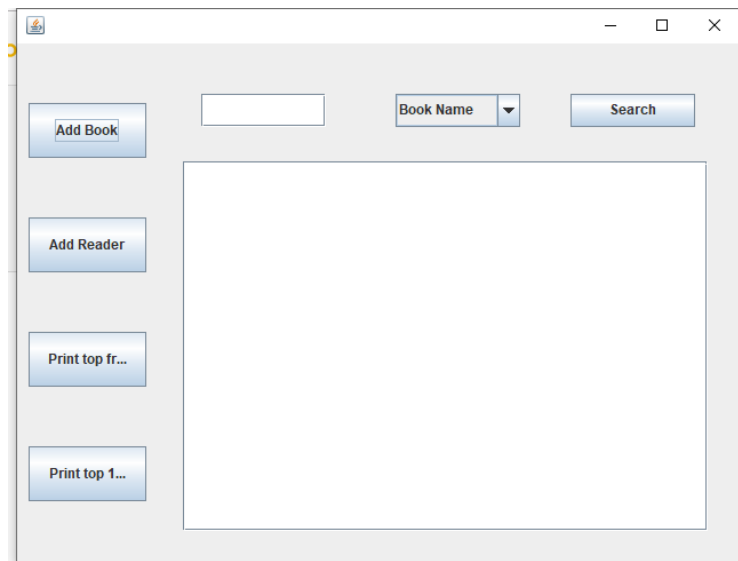 Book Name
Search
Add Book
Add Reader
Print top fr...
Print top 1...